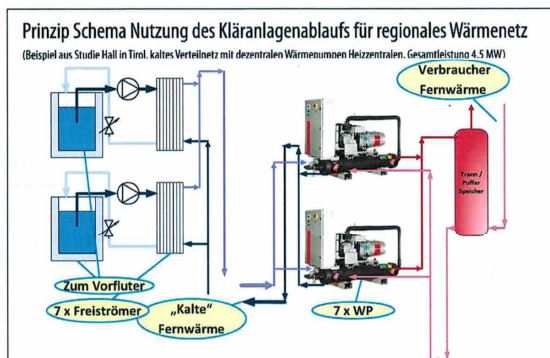 Prinzip Schema Nutzung des Kläranlagenablaufs für regionales Wärmenetz
(Beispiel aus Studie Hall in Tirol, kaltes Verteilnetz mit dezentralen Wärmepumpen Heizzentralen, Gesamtleistung 4,5 MW)
Verbraucher
Fernwärme
Trenn /
Puffer
Speicher
Zum Vorfluter
7 x Freiströmer
„Kalte“
Fernwärme
7 x WP